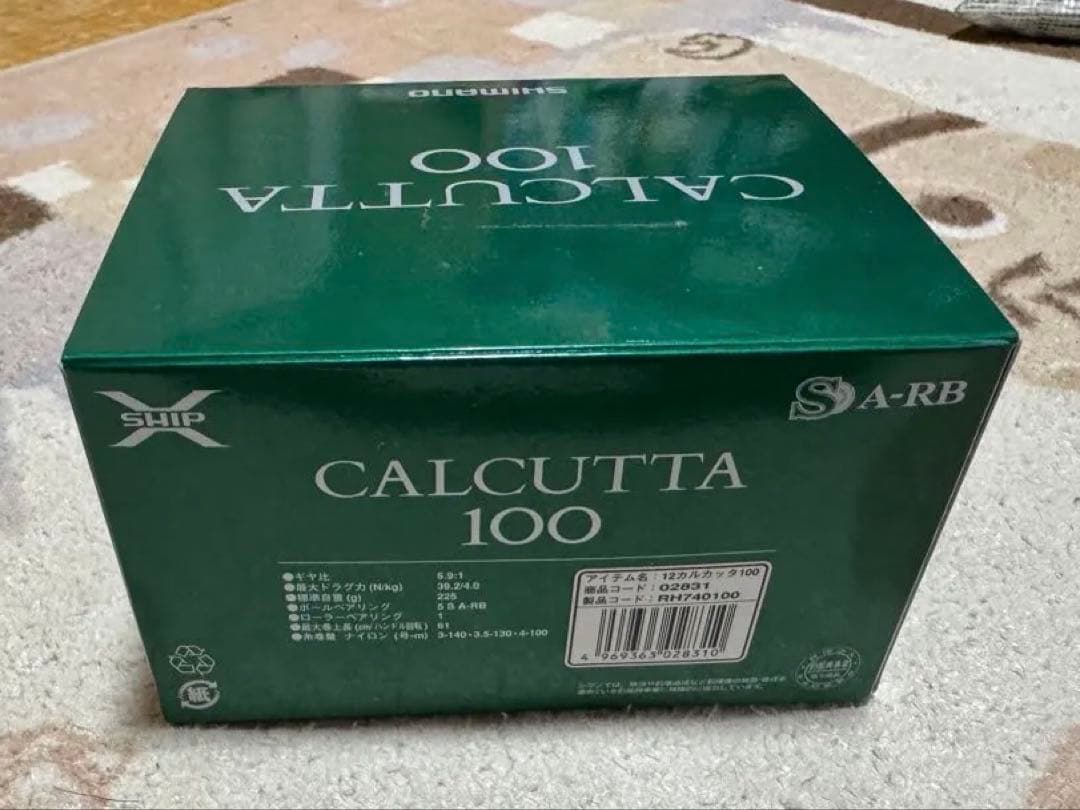 SHIMANO
CALCUTTA
100
X
SHIP
S A-RB
CALCUTTA
100
●ギヤ比 5.9:1
●最大ドラグ力(N/kg) 39.2/4.0
●標準自重(g) 225
●ボールベアリング 5 S A-RB
●ローラーベアリング 1
●最大巻上長(cm/ハンドル1回転) 61
●糸巻量 ナイロン(号-m) 3-140・3.5-130・4-100
アイテム名:12カルカッタ100
商品コード:02831
製品コード:RH740100
4 969363 028310
紙